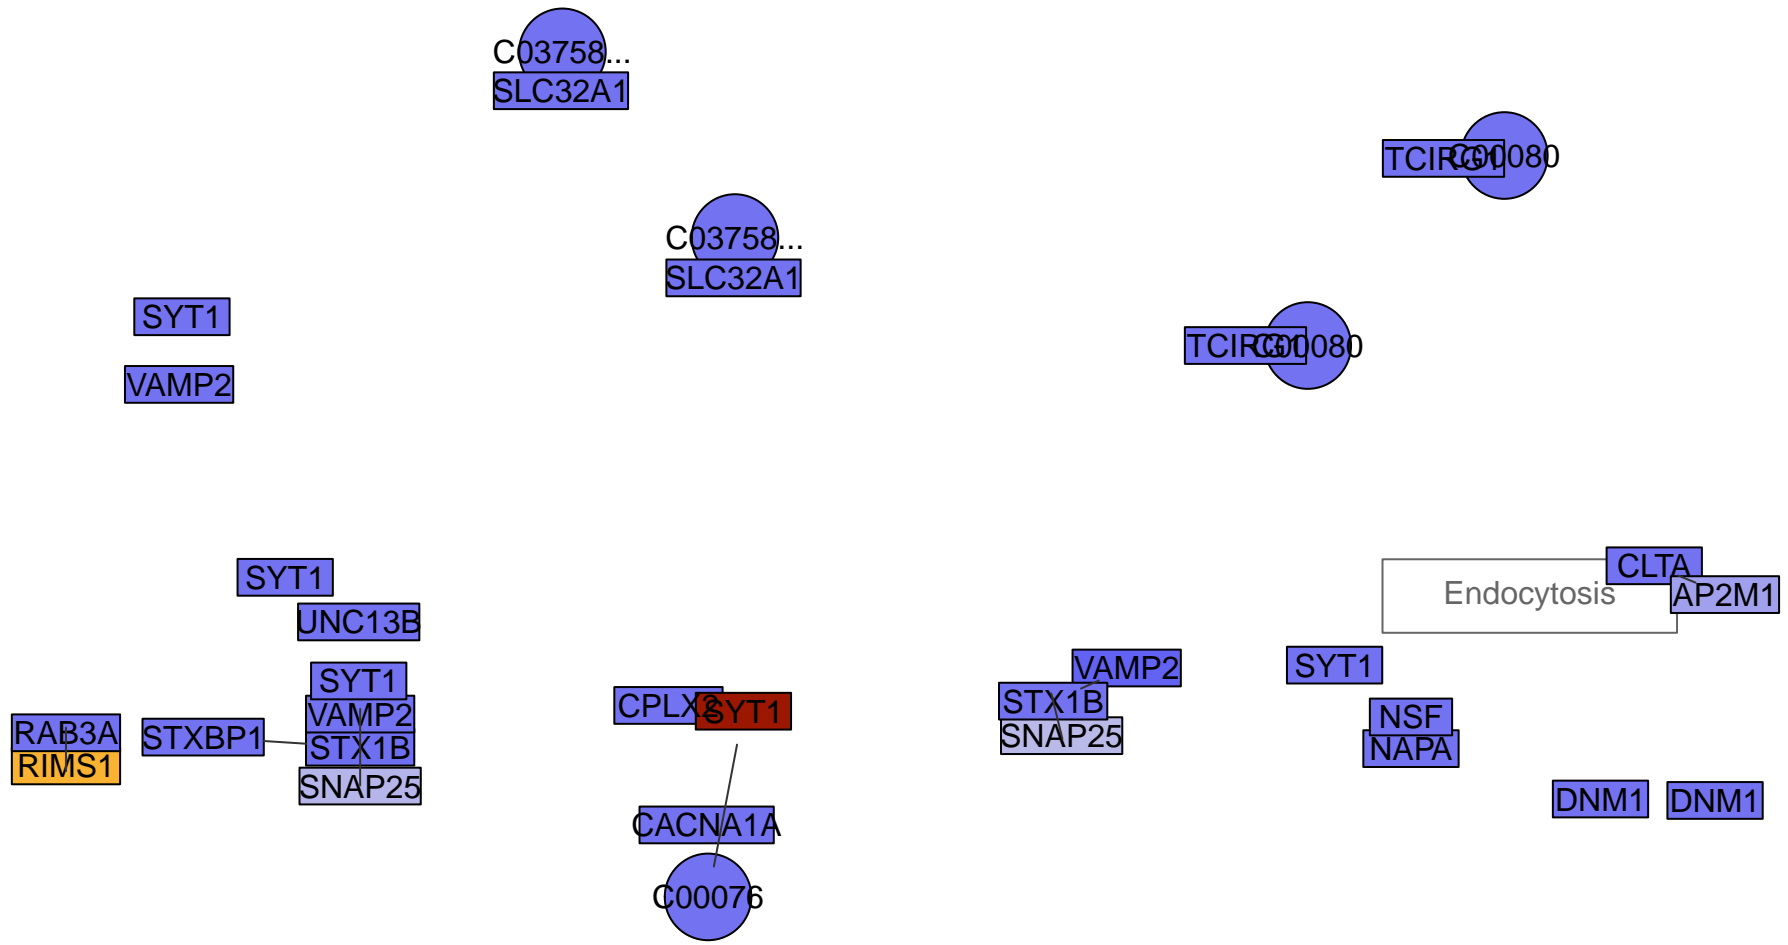 C03758...
SLC32A1
TCIRG1
C00080
C03758...
SLC32A1
SYT1
TCIRG1
C00080
VAMP2
SYT1
CLTA
Endocytosis
AP2M1
UNC13B
SYT1
VAMP2
SYT1
CPLX2
SYT1
STX1B
VAMP2
NSF
RAB3A
STXBP1
STX1B
SNAP25
NAPA
RIMS1
SNAP25
DNM1
DNM1
CACNA1A
C00076